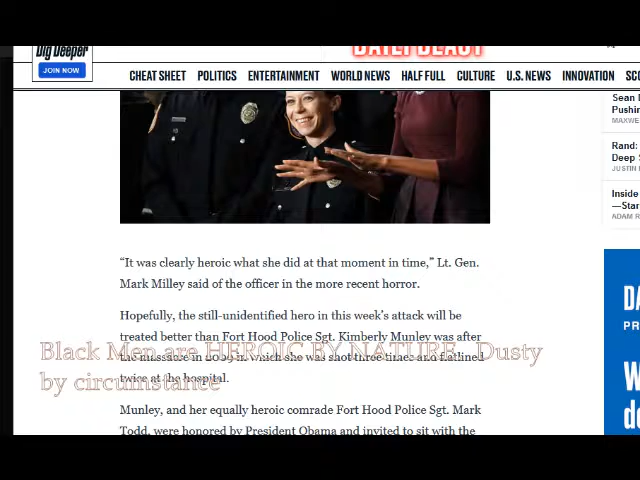 Dig Deeper
JOIN NOW
DAILY BEAST
CHEAT SHEET POLITICS ENTERTAINMENT WORLD NEWS HALF FULL CULTURE U.S. NEWS INNOVATION SCO
Sean
Pushin
MAXWE
Rand:
Deep S
JUSTIN
Inside
—Star
ADAM R
“It was clearly heroic what she did at that moment in time,” Lt. Gen.
Mark Milley said of the officer in the more recent horror.
Hopefully, the still-unidentified hero in this week’s attack will be
treated better than Fort Hood Police Sgt. Kimberly Munley was after
the massacre in 2009 in which she was shot three times and flatlined
twice at the hospital.
Black Men are HEROIC BY NATURE. Dusty
by circumstance
Munley, and her equally heroic comrade Fort Hood Police Sgt. Mark
Todd, were honored by President Obama and invited to sit with the
DA
PR
W
de